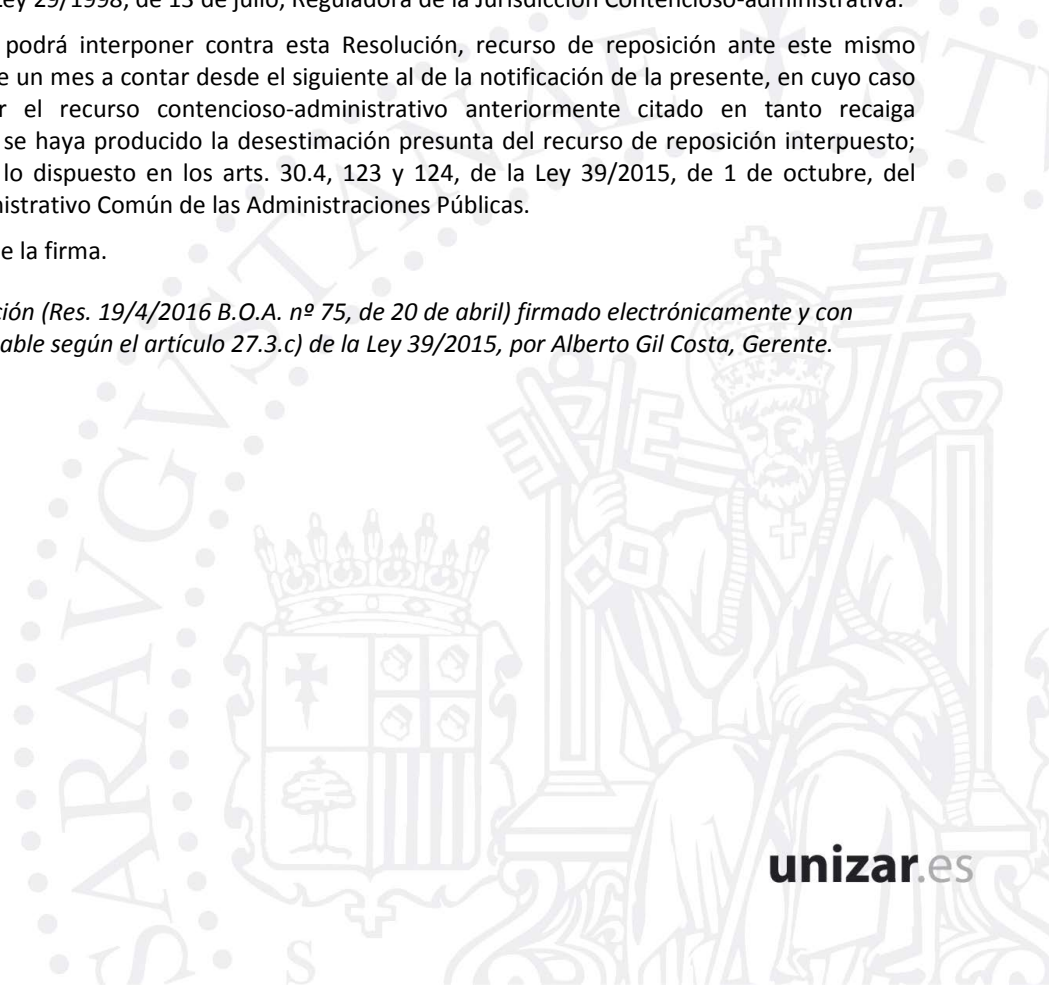 Ley 29/1998, de 13 de julio, Reguladora de la Jurisdicción Contencioso-administrativa.
podrá interponer contra esta Resolución, recurso de reposición ante este mismo
e un mes a contar desde el siguiente al de la notificación de la presente, en cuyo caso
r el recurso contencioso-administrativo anteriormente citado en tanto recaiga
se haya producido la desestimación presunta del recurso de reposición interpuesto;
lo dispuesto en los arts. 30.4, 123 y 124, de la Ley 39/2015, de 1 de octubre, del
nistrativo Común de las Administraciones Públicas.
e la firma.
ción (Res. 19/4/2016 B.O.A. nº 75, de 20 de abril) firmado electrónicamente y con
able según el artículo 27.3.c) de la Ley 39/2015, por Alberto Gil Costa, Gerente.
SARAVGVSTANAE
ST
S
unizar.es